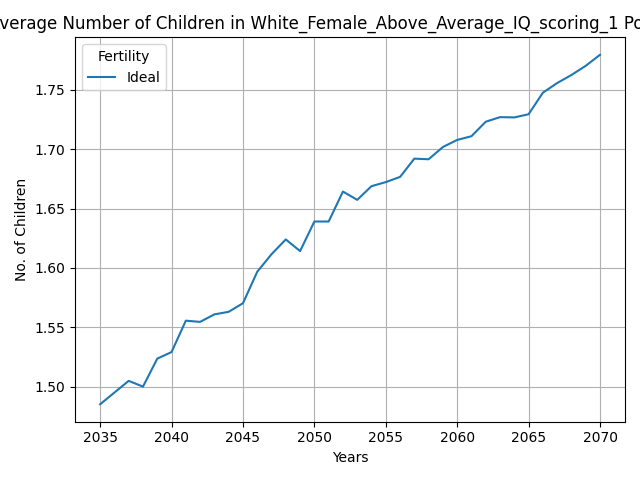 verage Number of Children in White_Female_Above_Average_IQ_scoring_1 Po
Fertility
Ideal
1.75
1.70
1.65
1.60
1.55
1.50
No. of Children
2035 2040 2045 2050 2055 2060 2065 2070
Years